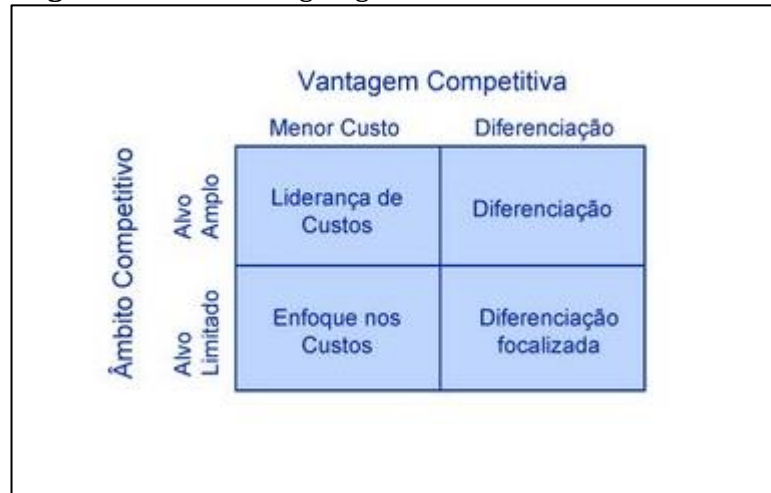 Vantagem Competitiva
Menor Custo
Diferenciação
Âmbito Competitivo
Alvo
Amplo
Liderança de
Custos
Diferenciação
Alvo
Limitado
Enfoque nos
Custos
Diferenciação
focalizada